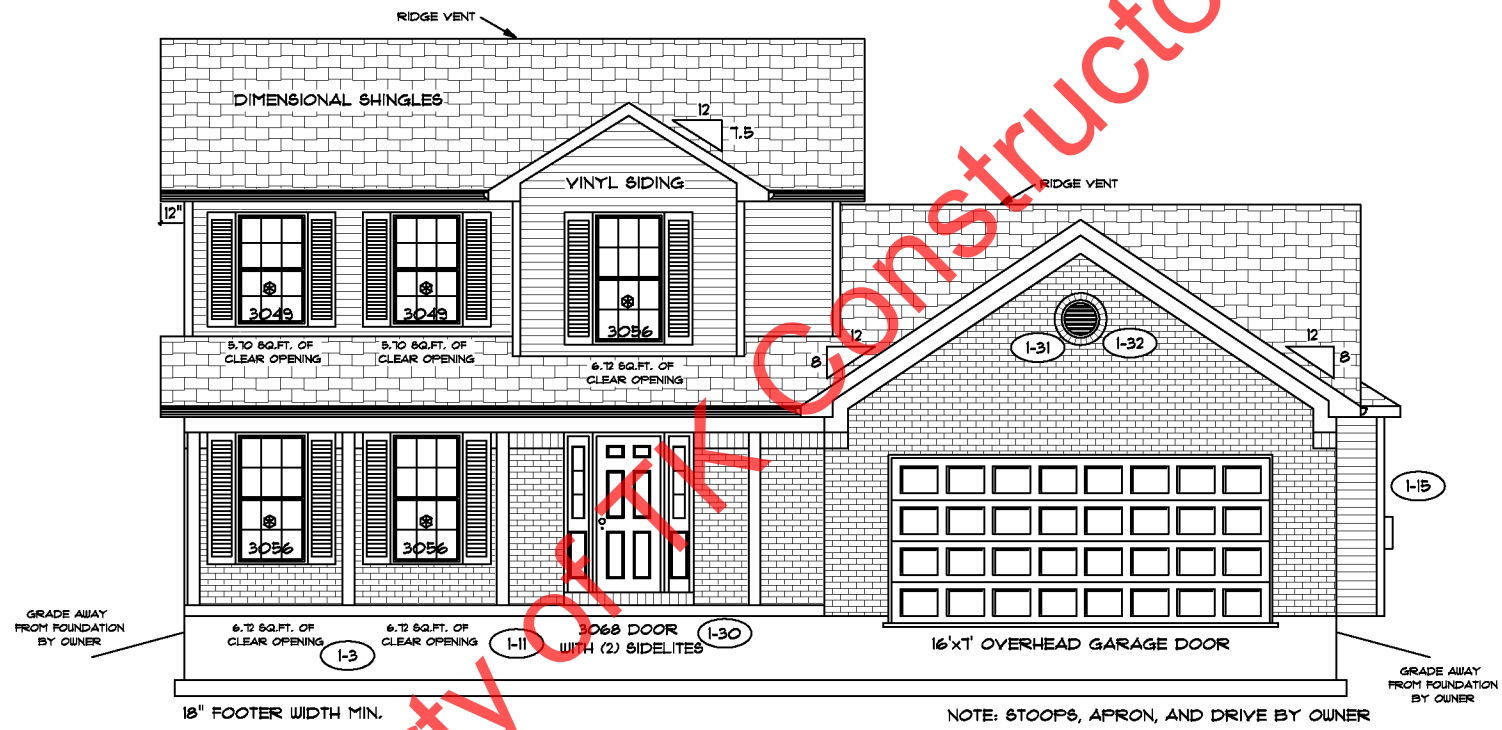 RIDGE VENT
DIMENSIONAL SHINGLES
12
7.5
VINYL SIDING
RIDGE VENT
12"
3049
3049
3056
5.70 SQ.FT. OF
CLEAR OPENING
5.70 SQ.FT. OF
CLEAR OPENING
6.72 SQ.FT. OF
CLEAR OPENING
12
8
1-31
1-32
12
8
3056
3056
1-15
GRADE AWAY
FROM FOUNDATION
BY OWNER
6.72 SQ.FT. OF
CLEAR OPENING
1-3
6.72 SQ.FT. OF
CLEAR OPENING
1-11
3068 DOOR
WITH (2) SIDELITES
1-30
16'x7' OVERHEAD GARAGE DOOR
GRADE AWAY
FROM FOUNDATION
BY OWNER
18" FOOTER WIDTH MIN.
NOTE: STOOPS, APRON, AND DRIVE BY OWNER
rty of TK Constructo